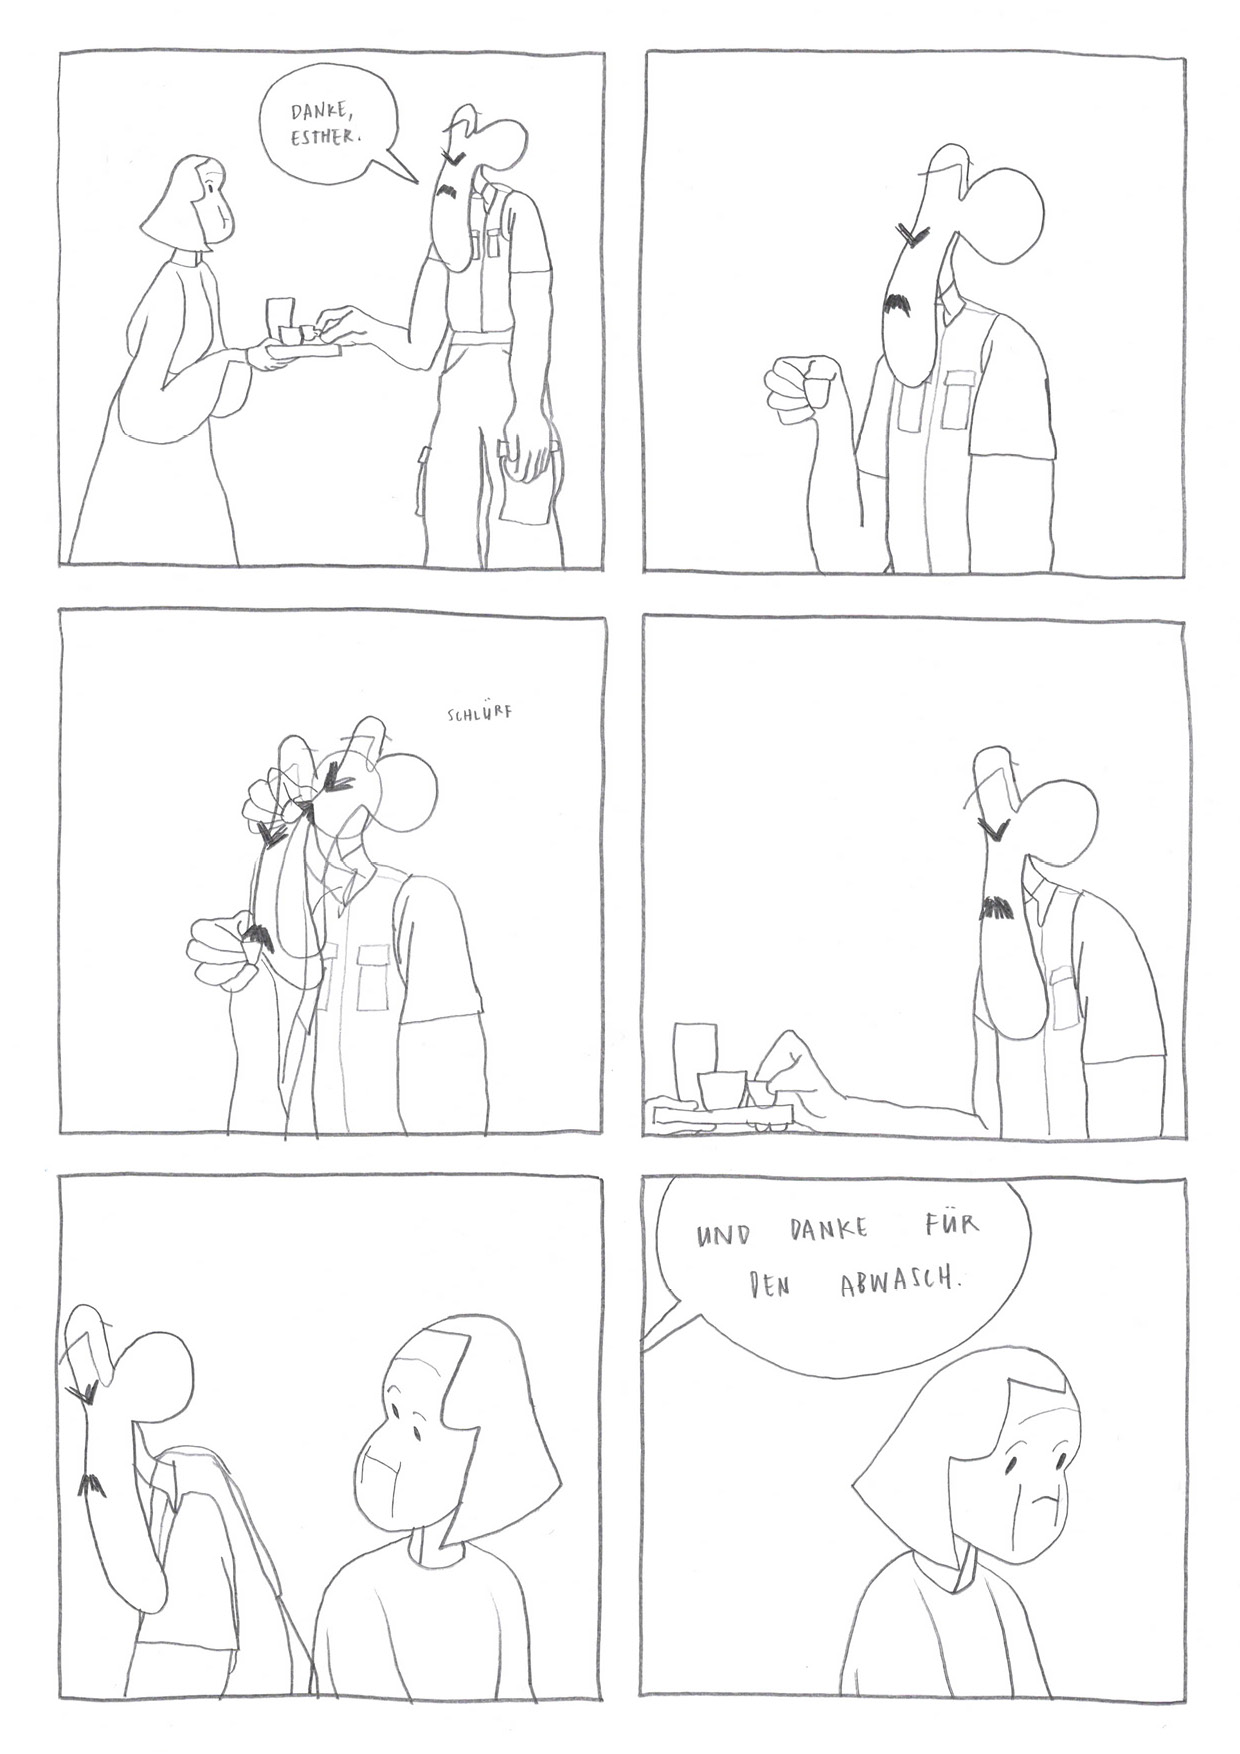 DANKE,
ESTHER.
SCHLÜRF
UND DANKE FÜR
DEN ABWASCH.